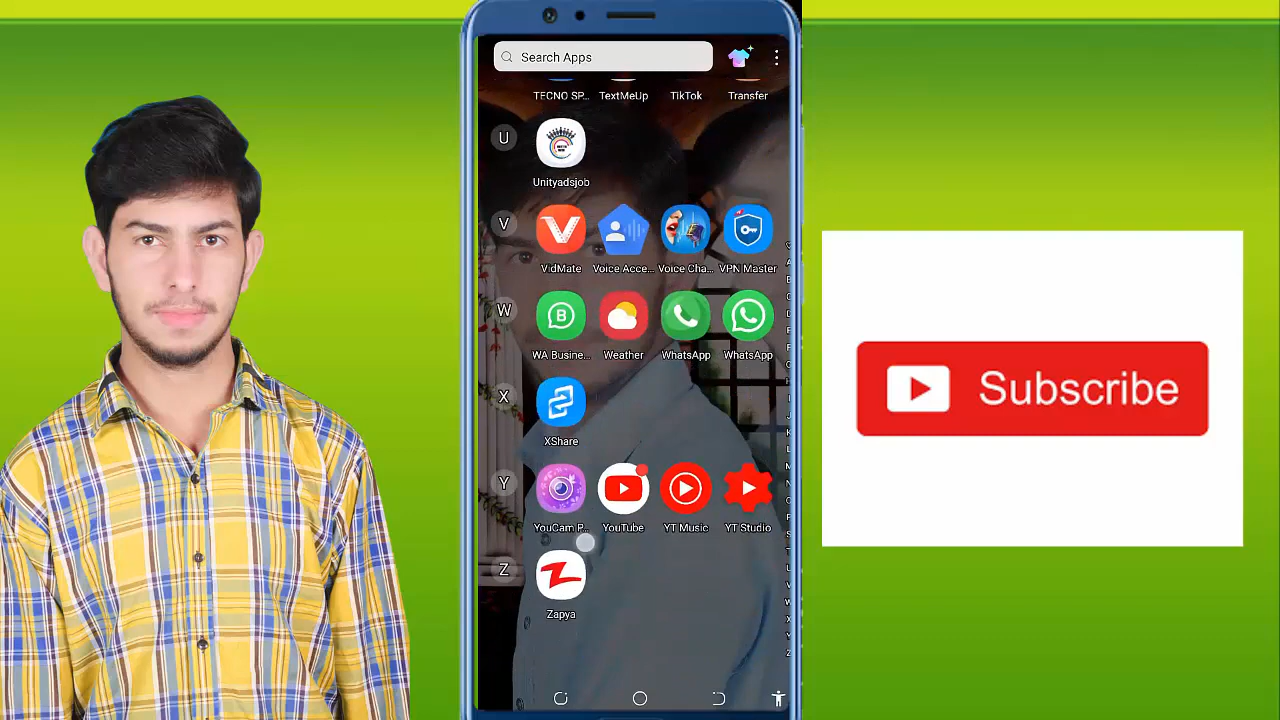 Search Apps
TECNO SP... TextMeUp TikTok Transfer
U
Unityadsjob
V
VidMate Voice Acce... Voice Cha... VPN Master
W
B
WA Busine... Weather WhatsApp WhatsApp
X
XShare
Y
YouCam P... YouTube YT Music YT Studio
Z
Zapya
Subscribe